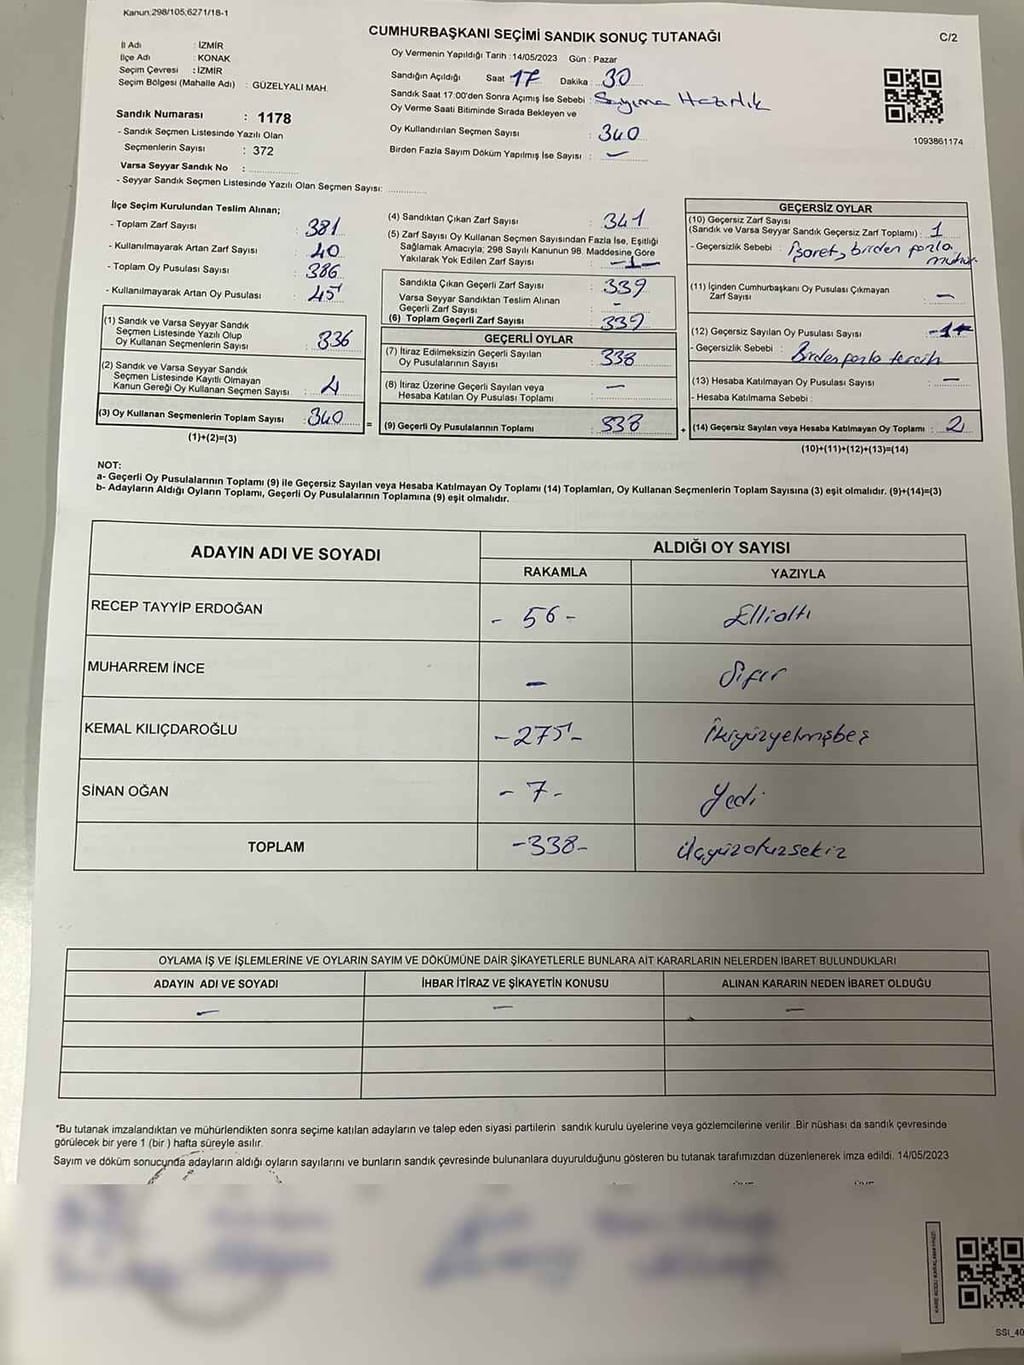 Kanun:298/105,6271/18-1
CUMHURBAŞKANI SEÇİMİ SANDIK SONUÇ TUTANAĞI
C/2
İl Adı : İZMİR
İlçe Adı : KONAK
Seçim Çevresi : İZMİR
Seçim Bölgesi (Mahalle Adı) : GÜZELYALI MAH.
Sandık Numarası : 1178
- Sandık Seçmen Listesinde Yazılı Olan
Seçmenlerin Sayısı : 372
Varsa Seyyar Sandık No :
- Seyyar Sandık Seçmen Listesinde Yazılı Olan Seçmen Sayısı:
Oy Vermenin Yapıldığı Tarih : 14/05/2023 Gün : Pazar
Sandığın Açıldığı Saat 17 Dakika : 30
Sandık Saat 17:00'den Sonra Açımış İse Sebebi : Sayıma Hazırlık
Oy Verme Saati Bitiminde Sırada Bekleyen ve
Oy Kullandırılan Seçmen Sayısı : 340
Birden Fazla Sayım Döküm Yapılmış İse Sayısı : —
1093861174
İlçe Seçim Kurulundan Teslim Alınan;
- Toplam Zarf Sayısı : 381
- Kullanılmayarak Artan Zarf Sayısı : 40
- Toplam Oy Pusulası Sayısı : 386
- Kullanılmayarak Artan Oy Pusulası : 45
(1) Sandık ve Varsa Seyyar Sandık
Seçmen Listesinde Yazılı Olup
Oy Kullanan Seçmenlerin Sayısı : 336
(2) Sandık ve Varsa Seyyar Sandık
Seçmen Listesinde Kayıtlı Olmayan
Kanun Gereği Oy Kullanan Seçmen Sayısı : 4
(3) Oy Kullanan Seçmenlerin Toplam Sayısı : 340
(1)+(2)=(3)
=
(4) Sandıktan Çıkan Zarf Sayısı : 341
(5) Zarf Sayısı Oy Kullanan Seçmen Sayısından Fazla İse, Eşitliği
Sağlamak Amacıyla; 298 Sayılı Kanunun 98. Maddesine Göre
Yakılarak Yok Edilen Zarf Sayısı : -1-
Sandıkta Çıkan Geçerli Zarf Sayısı : 339
Varsa Seyyar Sandıktan Teslim Alınan
Geçerli Zarf Sayısı : -
(6) Toplam Geçerli Zarf Sayısı : 339
GEÇERLİ OYLAR
(7) İtiraz Edilmeksizin Geçerli Sayılan
Oy Pusulalarının Sayısı : 338
(8) İtiraz Üzerine Geçerli Sayılan veya
Hesaba Katılan Oy Pusulası Toplamı : —
(9) Geçerli Oy Pusulalarının Toplamı : 338
+
GEÇERSİZ OYLAR
(10) Geçersiz Zarf Sayısı
(Sandık ve Varsa Seyyar Sandık Geçersiz Zarf Toplamı) : 1
- Geçersizlik Sebebi : İşaret, birden fazla
mühür
(11) İçinden Cumhurbaşkanı Oy Pusulası Çıkmayan
Zarf Sayısı : —
(12) Geçersiz Sayılan Oy Pusulası Sayısı : -1-
- Geçersizlik Sebebi : Birden fazla tercih
(13) Hesaba Katılmayan Oy Pusulası Sayısı : —
- Hesaba Katılmama Sebebi :
(14) Geçersiz Sayılan veya Hesaba Katılmayan Oy Toplamı : 2
(10)+(11)+(12)+(13)=(14)
NOT:
a- Geçerli Oy Pusulalarının Toplamı (9) ile Geçersiz Sayılan veya Hesaba Katılmayan Oy Toplamı (14) Toplamları, Oy Kullanan Seçmenlerin Toplam Sayısına (3) eşit olmalıdır. (9)+(14)=(3)
b- Adayların Aldığı Oyların Toplamı, Geçerli Oy Pusulalarının Toplamına (9) eşit olmalıdır.
ADAYIN ADI VE SOYADI
ALDIĞI OY SAYISI
RAKAMLA YAZIYLA
RECEP TAYYİP ERDOĞAN - 56 - Ellialtı
MUHARREM İNCE — Sıfır
KEMAL KILIÇDAROĞLU -275- İkiyüzyetmişbeş
SİNAN OĞAN - 7 - Yedi
TOPLAM -338- Üçyüzotuzsekiz
OYLAMA İŞ VE İŞLEMLERİNE VE OYLARIN SAYIM VE DÖKÜMÜNE DAİR ŞİKAYETLERLE BUNLARA AİT KARARLARIN NELERDEN İBARET BULUNDUKLARI
ADAYIN ADI VE SOYADI İHBAR İTİRAZ VE ŞİKAYETİN KONUSU ALINAN KARARIN NEDEN İBARET OLDUĞU
— — —
*Bu tutanak imzalandıktan ve mühürlendikten sonra seçime katılan adayların ve talep eden siyasi partilerin sandık kurulu üyelerine veya gözlemcilerine verilir .Bir nüshası da sandık çevresinde
görülecek bir yere 1 (bir ) hafta süreyle asılır.
Sayım ve döküm sonucunda adayların aldığı oyların sayılarını ve bunların sandık çevresinde bulunanlara duyurulduğunu gösteren bu tutanak tarafımızdan düzenlenerek imza edildi. 14/05/2023
SSI_40